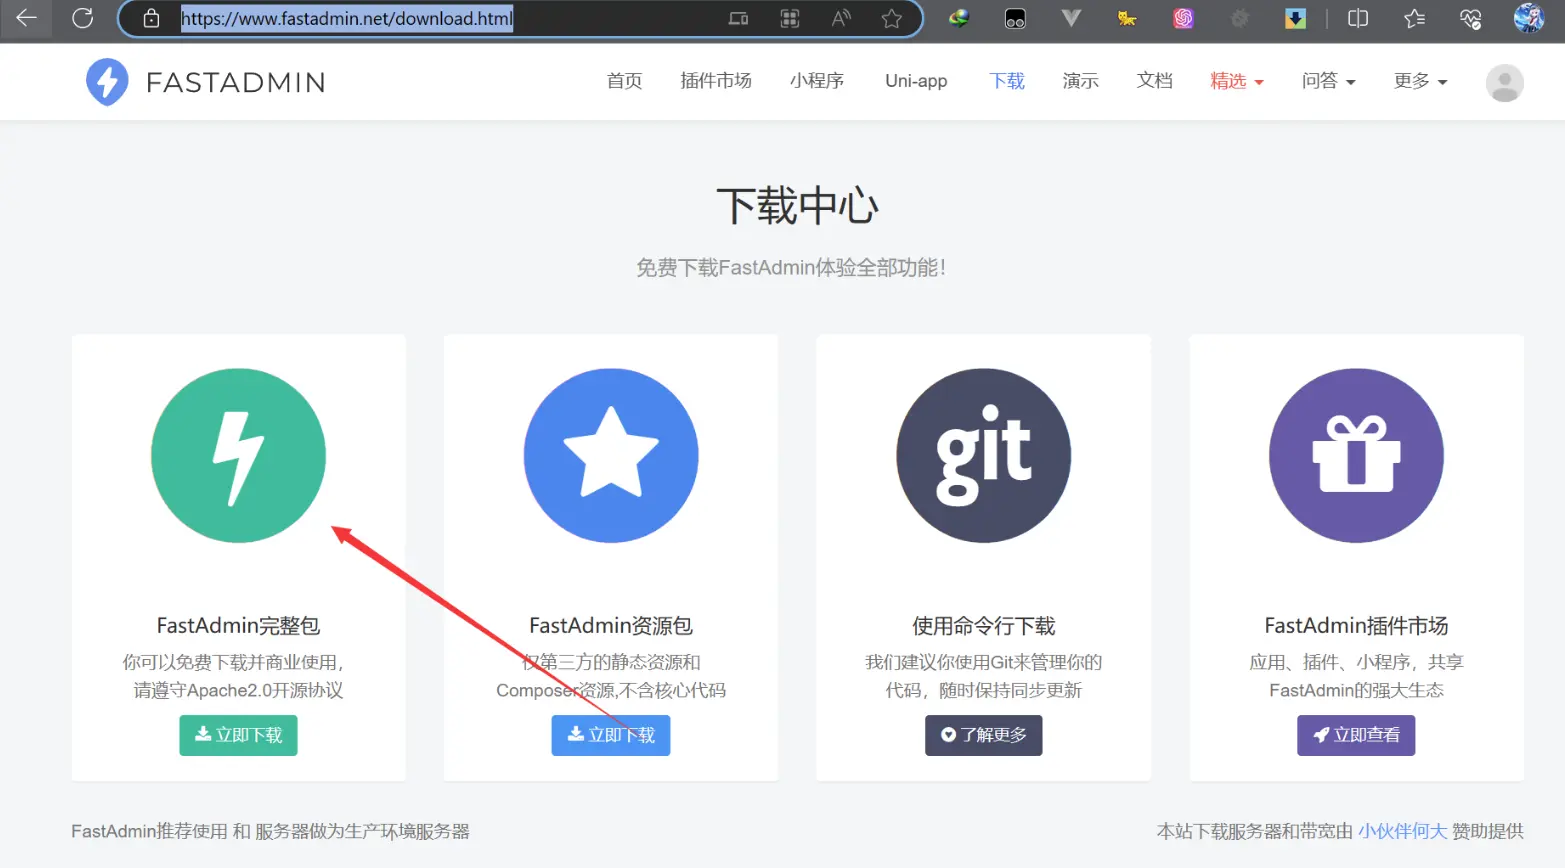 https://www.fastadmin.net/download.html
FASTADMIN
首页
插件市场
小程序
Uni-app
下载
演示
文档
精选
问答
更多
下载中心
免费下载FastAdmin体验全部功能！
FastAdmin完整包
你可以免费下载并商业使用，
请遵守Apache2.0开源协议
立即下载
FastAdmin资源包
仅第三方的静态资源和
Composer资源,不含核心代码
立即下载
git
使用命令行下载
我们建议你使用Git来管理你的
代码，随时保持同步更新
了解更多
FastAdmin插件市场
应用、插件、小程序，共享
FastAdmin的强大生态
立即查看
FastAdmin推荐使用 和 服务器做为生产环境服务器
本站下载服务器和带宽由 小伙伴何大 赞助提供